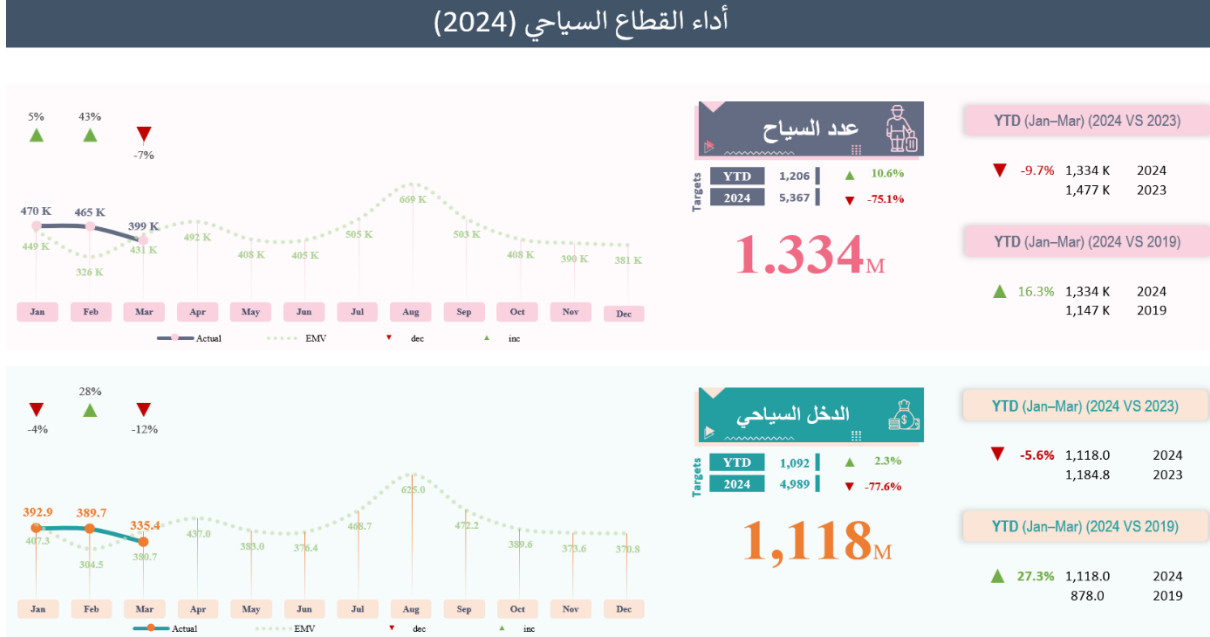 أداء القطاع السياحي (2024)
5% 43%
-7%
470 K 465 K 399 K
449 K 326 K 431 K 492 K 408 K 405 K 505 K 669 K 503 K 408 K 390 K 381 K
Jan Feb Mar Apr May Jun Jul Aug Sep Oct Nov Dec
Actual EMV dec inc
عدد السياح
Targets
YTD 1,206 10.6%
2024 5,367 -75.1%
1.334M
YTD (Jan–Mar) (2024 VS 2023)
-9.7% 1,334 K 2024
1,477 K 2023
YTD (Jan–Mar) (2024 VS 2019)
16.3% 1,334 K 2024
1,147 K 2019
28%
-4% -12%
392.9 389.7 335.4
407.3 304.5 380.7 437.0 383.0 376.4 468.7 625.0 472.2 389.6 373.6 370.8
Jan Feb Mar Apr May Jun Jul Aug Sep Oct Nov Dec
Actual EMV dec inc
الدخل السياحي
Targets
YTD 1,092 2.3%
2024 4,989 -77.6%
1,118M
YTD (Jan–Mar) (2024 VS 2023)
-5.6% 1,118.0 2024
1,184.8 2023
YTD (Jan–Mar) (2024 VS 2019)
27.3% 1,118.0 2024
878.0 2019